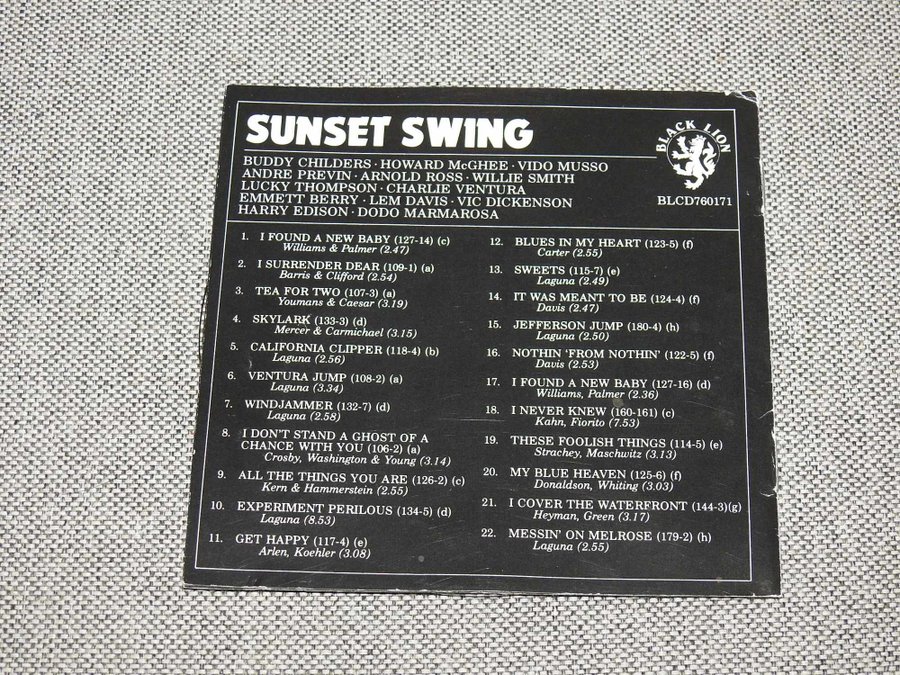 SUNSET SWING
BUDDY CHILDERS · HOWARD McGHEE · VIDO MUSSO
ANDRE PREVIN · ARNOLD ROSS · WILLIE SMITH
LUCKY THOMPSON · CHARLIE VENTURA
EMMETT BERRY · LEM DAVIS · VIC DICKENSON
HARRY EDISON · DODO MARMAROSA
BLACK LION
BLCD760171
1. I FOUND A NEW BABY (127-14) (c)
Williams & Palmer (2.47)
2. I SURRENDER DEAR (109-1) (a)
Barris & Clifford (2.54)
3. TEA FOR TWO (107-3) (a)
Youmans & Caesar (3.19)
4. SKYLARK (133-3) (d)
Mercer & Carmichael (3.15)
5. CALIFORNIA CLIPPER (118-4) (b)
Laguna (2.56)
6. VENTURA JUMP (108-2) (a)
Laguna (3.34)
7. WINDJAMMER (132-7) (d)
Laguna (2.58)
8. I DON'T STAND A GHOST OF A
CHANCE WITH YOU (106-2) (a)
Crosby, Washington & Young (3.14)
9. ALL THE THINGS YOU ARE (126-2) (c)
Kern & Hammerstein (2.55)
10. EXPERIMENT PERILOUS (134-5) (d)
Laguna (8.53)
11. GET HAPPY (117-4) (e)
Arlen, Koehler (3.08)
12. BLUES IN MY HEART (123-5) (f)
Carter (2.55)
13. SWEETS (115-7) (e)
Laguna (2.49)
14. IT WAS MEANT TO BE (124-4) (f)
Davis (2.47)
15. JEFFERSON JUMP (180-4) (h)
Laguna (2.50)
16. NOTHIN 'FROM NOTHIN' (122-5) (f)
Davis (2.53)
17. I FOUND A NEW BABY (127-16) (d)
Williams, Palmer (2.36)
18. I NEVER KNEW (160-161) (c)
Kahn, Fiorito (7.53)
19. THESE FOOLISH THINGS (114-5) (e)
Strachey, Maschwitz (3.13)
20. MY BLUE HEAVEN (125-6) (f)
Donaldson, Whiting (3.03)
21. I COVER THE WATERFRONT (144-3)(g)
Heyman, Green (3.17)
22. MESSIN' ON MELROSE (179-2) (h)
Laguna (2.55)